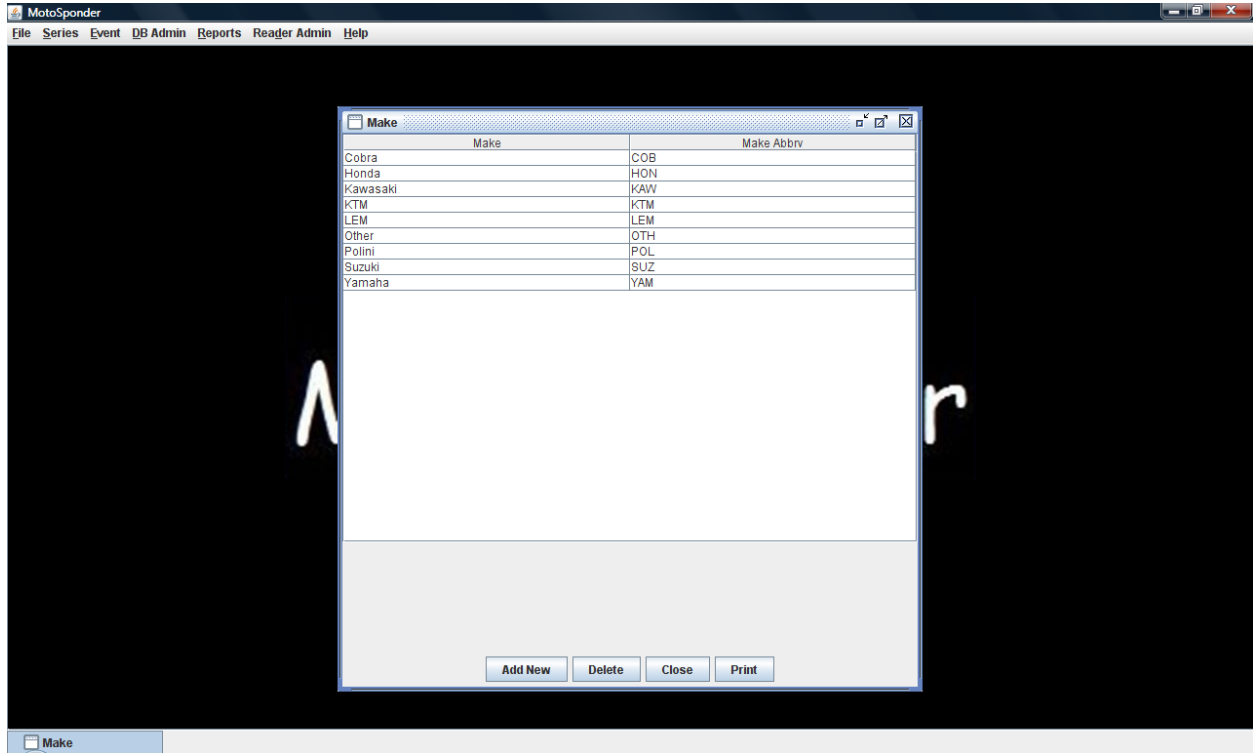 MotoSponder
File Series Event DB Admin Reports Reader Admin Help
Make
Make Make Abbrv
Cobra COB
Honda HON
Kawasaki KAW
KTM KTM
LEM LEM
Other OTH
Polini POL
Suzuki SUZ
Yamaha YAM
r
Add New Delete Close Print
Make